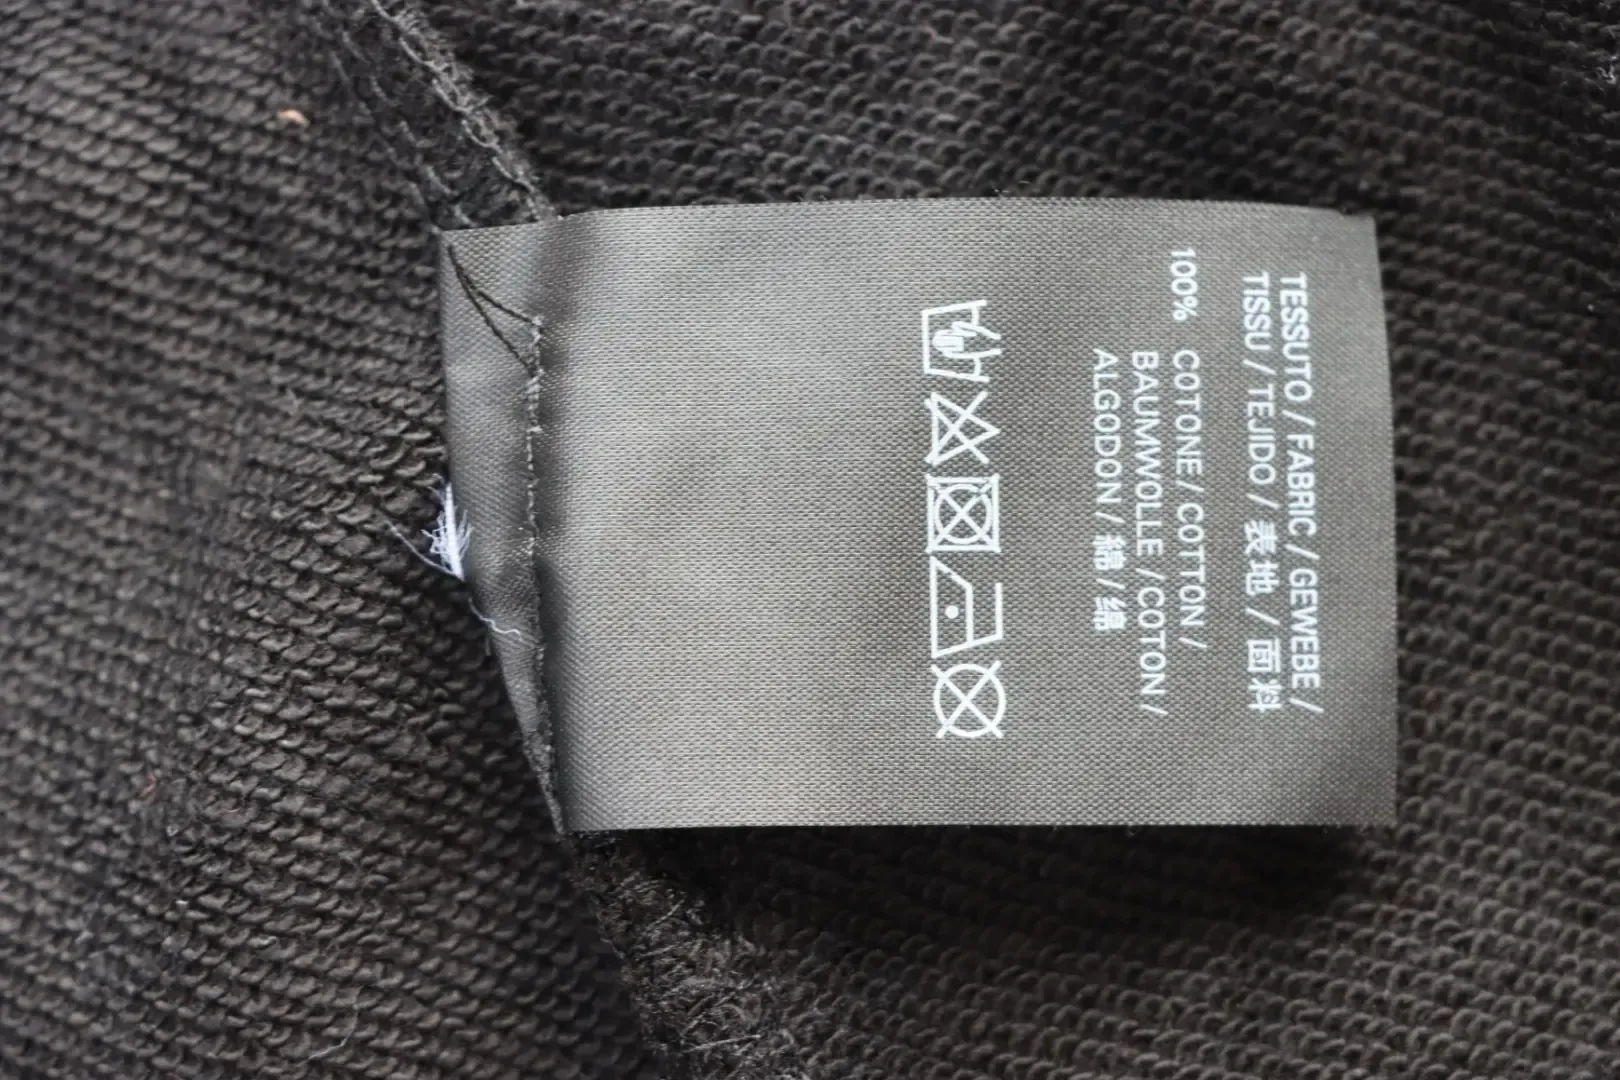 TESSUTO / FABRIC / GEWEBE /
TISSU / TEJIDO / 表地 / 面料
100% COTONE / COTTON /
BAUMWOLLE / COTON /
ALGODON / 綿 / 绵